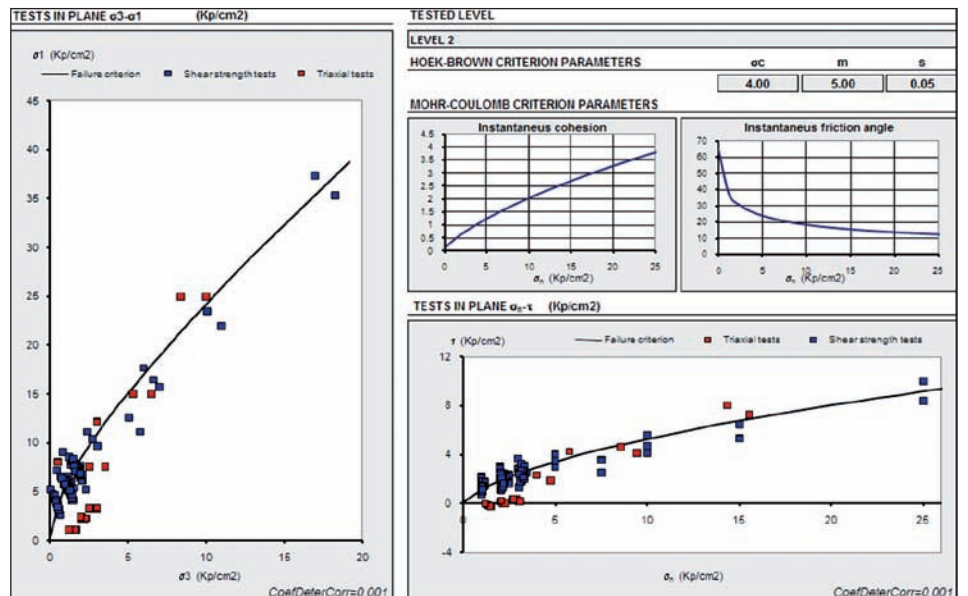 TESTS IN PLANE σ3-σ1 (Kp/cm2)
σ1 (Kp/cm2)
Failure criterion Shear strength tests Triaxial tests
45
40
35
30
25
20
15
10
5
0
0 5 10 15 20
σ3 (Kp/cm2)
CoefDeterCorr=0.001
TESTED LEVEL
LEVEL 2
HOEK-BROWN CRITERION PARAMETERS σc m s
4.00 5.00 0.05
MOHR-COULOMB CRITERION PARAMETERS
Instantaneus cohesion
4.5
4
3.5
3
2.5
2
1.5
1
0.5
0
0 5 10 15 20 25
σn (Kp/cm2)
Instantaneus friction angle
70
60
50
40
30
20
10
0
0 5 10 15 20 25
σn (Kp/cm2)
TESTS IN PLANE σn-τ (Kp/cm2)
τ (Kp/cm2)
Failure criterion Triaxial tests Shear strength tests
12
8
4
0
-4
5 10 15 20 25
σn (Kp/cm2)
CoefDeterCorr=0.001